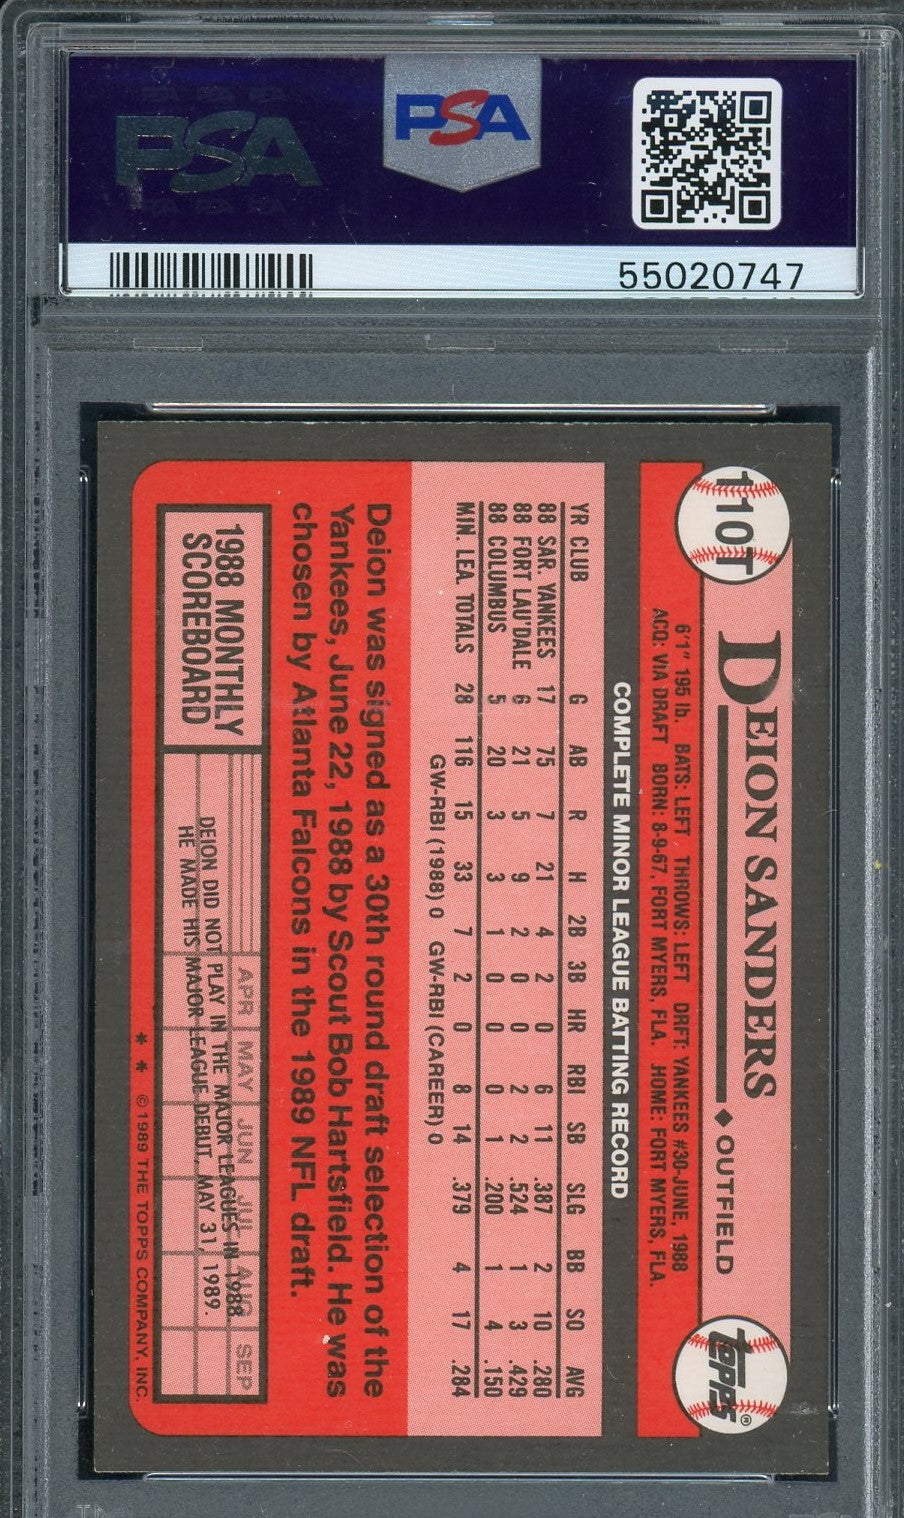 PSA
PSA
55020747
110T
DEION SANDERS ◆ OUTFIELD
TOPPS®
6'1" 195 lb. BATS: LEFT THROWS: LEFT DRFT: YANKEES #30-JUNE, 1988
ACQ: VIA DRAFT BORN: 8-9-67, FORT MYERS, FLA. HOME: FORT MYERS, FLA.
COMPLETE MINOR LEAGUE BATTING RECORD
YR CLUB G AB R H 2B 3B HR RBI SB SLG BB SO AVG
88 SAR. YANKEES 17 75 7 21 4 2 0 6 11 .387 2 10 .280
88 FORT LAU'DALE 6 21 5 9 2 0 0 2 2 .524 1 3 .429
88 COLUMBUS 5 20 3 3 1 0 0 0 1 .200 1 4 .150
MIN. LEA. TOTALS 28 116 15 33 7 2 0 8 14 .379 4 17 .284
GW-RBI (1988) 0 GW-RBI (CAREER) 0
Deion was signed as a 30th round draft selection of the
Yankees, June 22, 1988 by Scout Bob Hartsfield. He was
chosen by Atlanta Falcons in the 1989 NFL draft.
1988 MONTHLY
SCOREBOARD
APR MAY JUN JUL AUG SEP
DEION DID NOT PLAY IN THE MAJOR LEAGUES IN 1988.
HE MADE HIS MAJOR LEAGUE DEBUT, MAY 31, 1989.
* * © 1989 THE TOPPS COMPANY, INC.